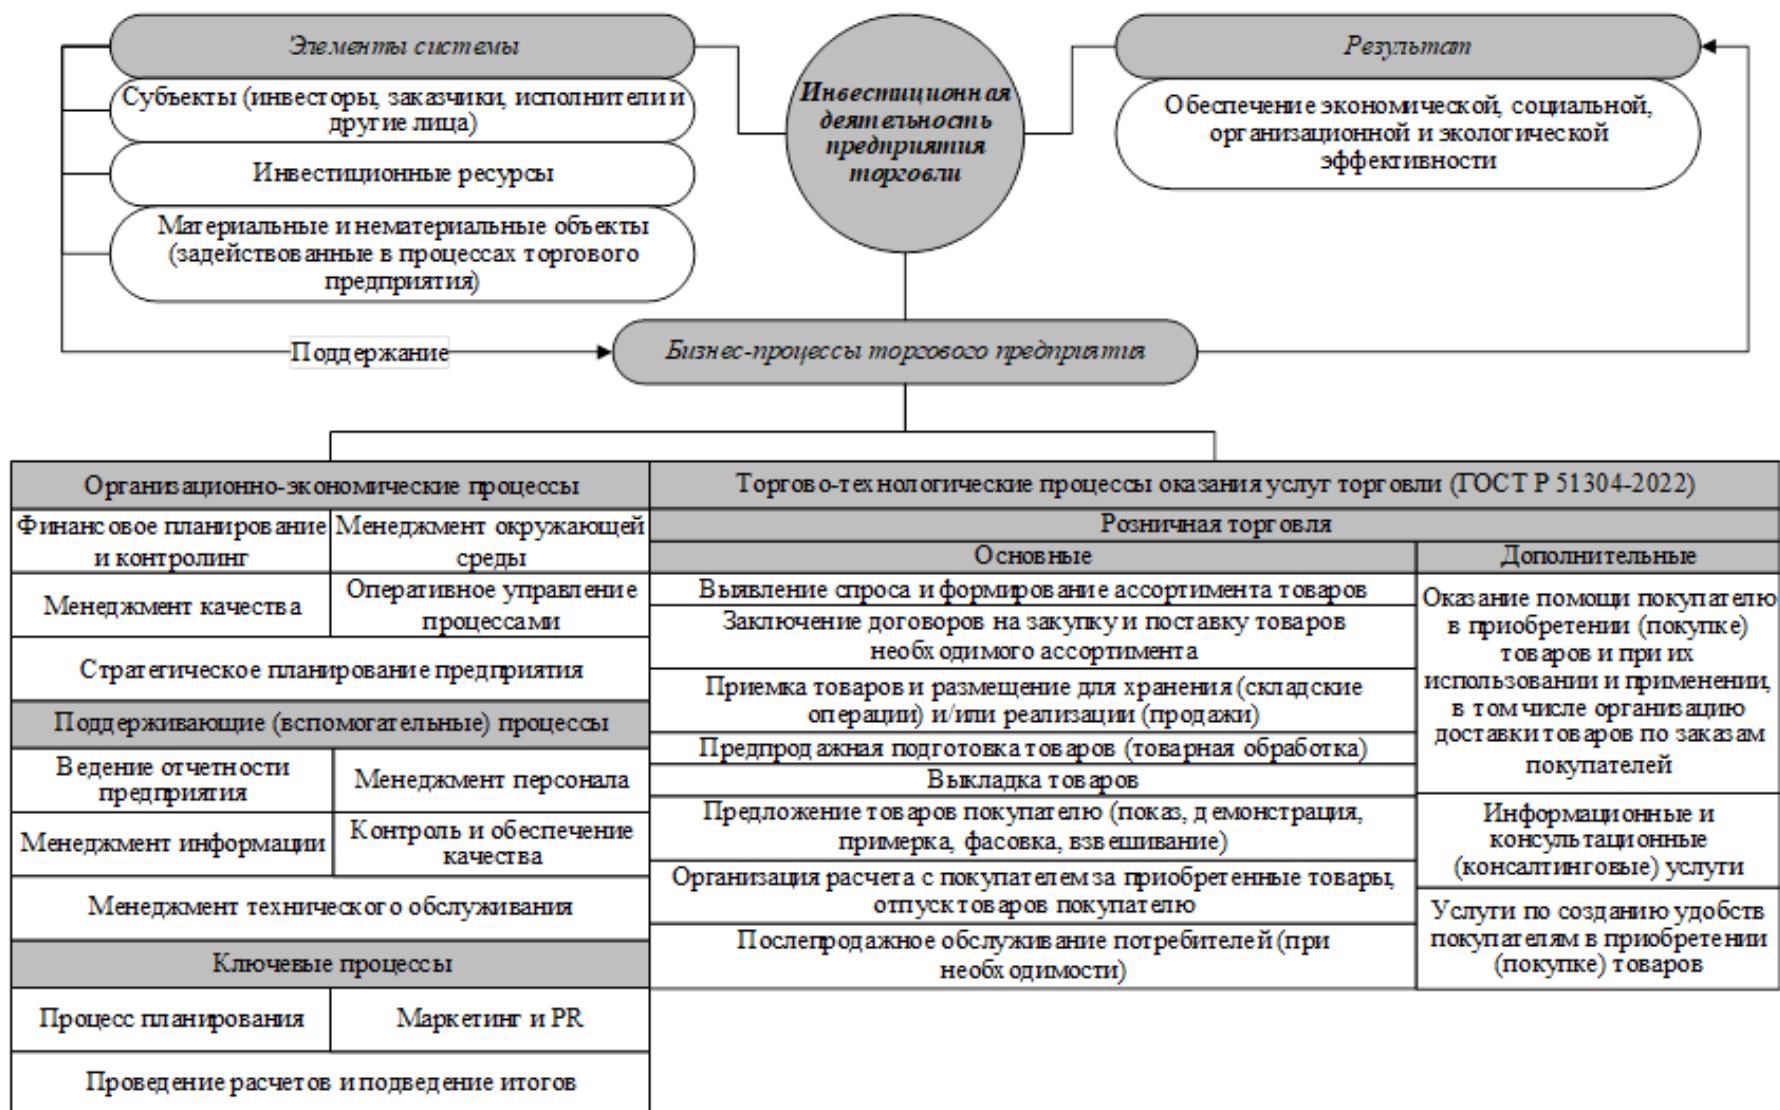 Элементы системы
Субъекты (инвесторы, заказчики, исполнители и
другие лица)
Инвестиционные ресурсы
Материальные и нематериальные объекты
(задействованные в процессах торгового
предприятия)
Инвестиционная
деятельность
предприятия
торговли
Результат
Обеспечение экономической, социальной,
организационной и экологической
эффективности
Поддержание
Бизнес-процессы торгового предприятия
Организационно-экономические процессы
Финансовое планирование
и контролинг
Менеджмент окружающей
среды
Менеджмент качества
Оперативное управление
процессами
Стратегическое планирование предприятия
Поддерживающие (вспомогательные) процессы
Ведение отчетности
предприятия
Менеджмент персонала
Менеджмент информации
Контроль и обеспечение
качества
Менеджмент технического обслуживания
Ключевые процессы
Процесс планирования
Маркетинг и PR
Проведение расчетов и подведение итогов
Торгово-технологические процессы оказания услуг торговли (ГОСТ Р 51304-2022)
Розничная торговля
Основные
Выявление спроса и формирование ассортимента товаров
Заключение договоров на закупку и поставку товаров
необходимого ассортимента
Приемка товаров и размещение для хранения (складские
операции) и/или реализации (продажи)
Предпродажная подготовка товаров (товарная обработка)
Выкладка товаров
Предложение товаров покупателю (показ, демонстрация,
примерка, фасовка, взвешивание)
Организация расчета с покупателем за приобретенные товары,
отпуск товаров покупателю
Послепродажное обслуживание потребителей (при
необходимости)
Дополнительные
Оказание помощи покупателю
в приобретении (покупке)
товаров и при их
использовании и применении,
в том числе организацию
доставки товаров по заказам
покупателей
Информационные и
консультационные
(консалтинговые) услуги
Услуги по созданию удобств
покупателям в приобретении
(покупке) товаров